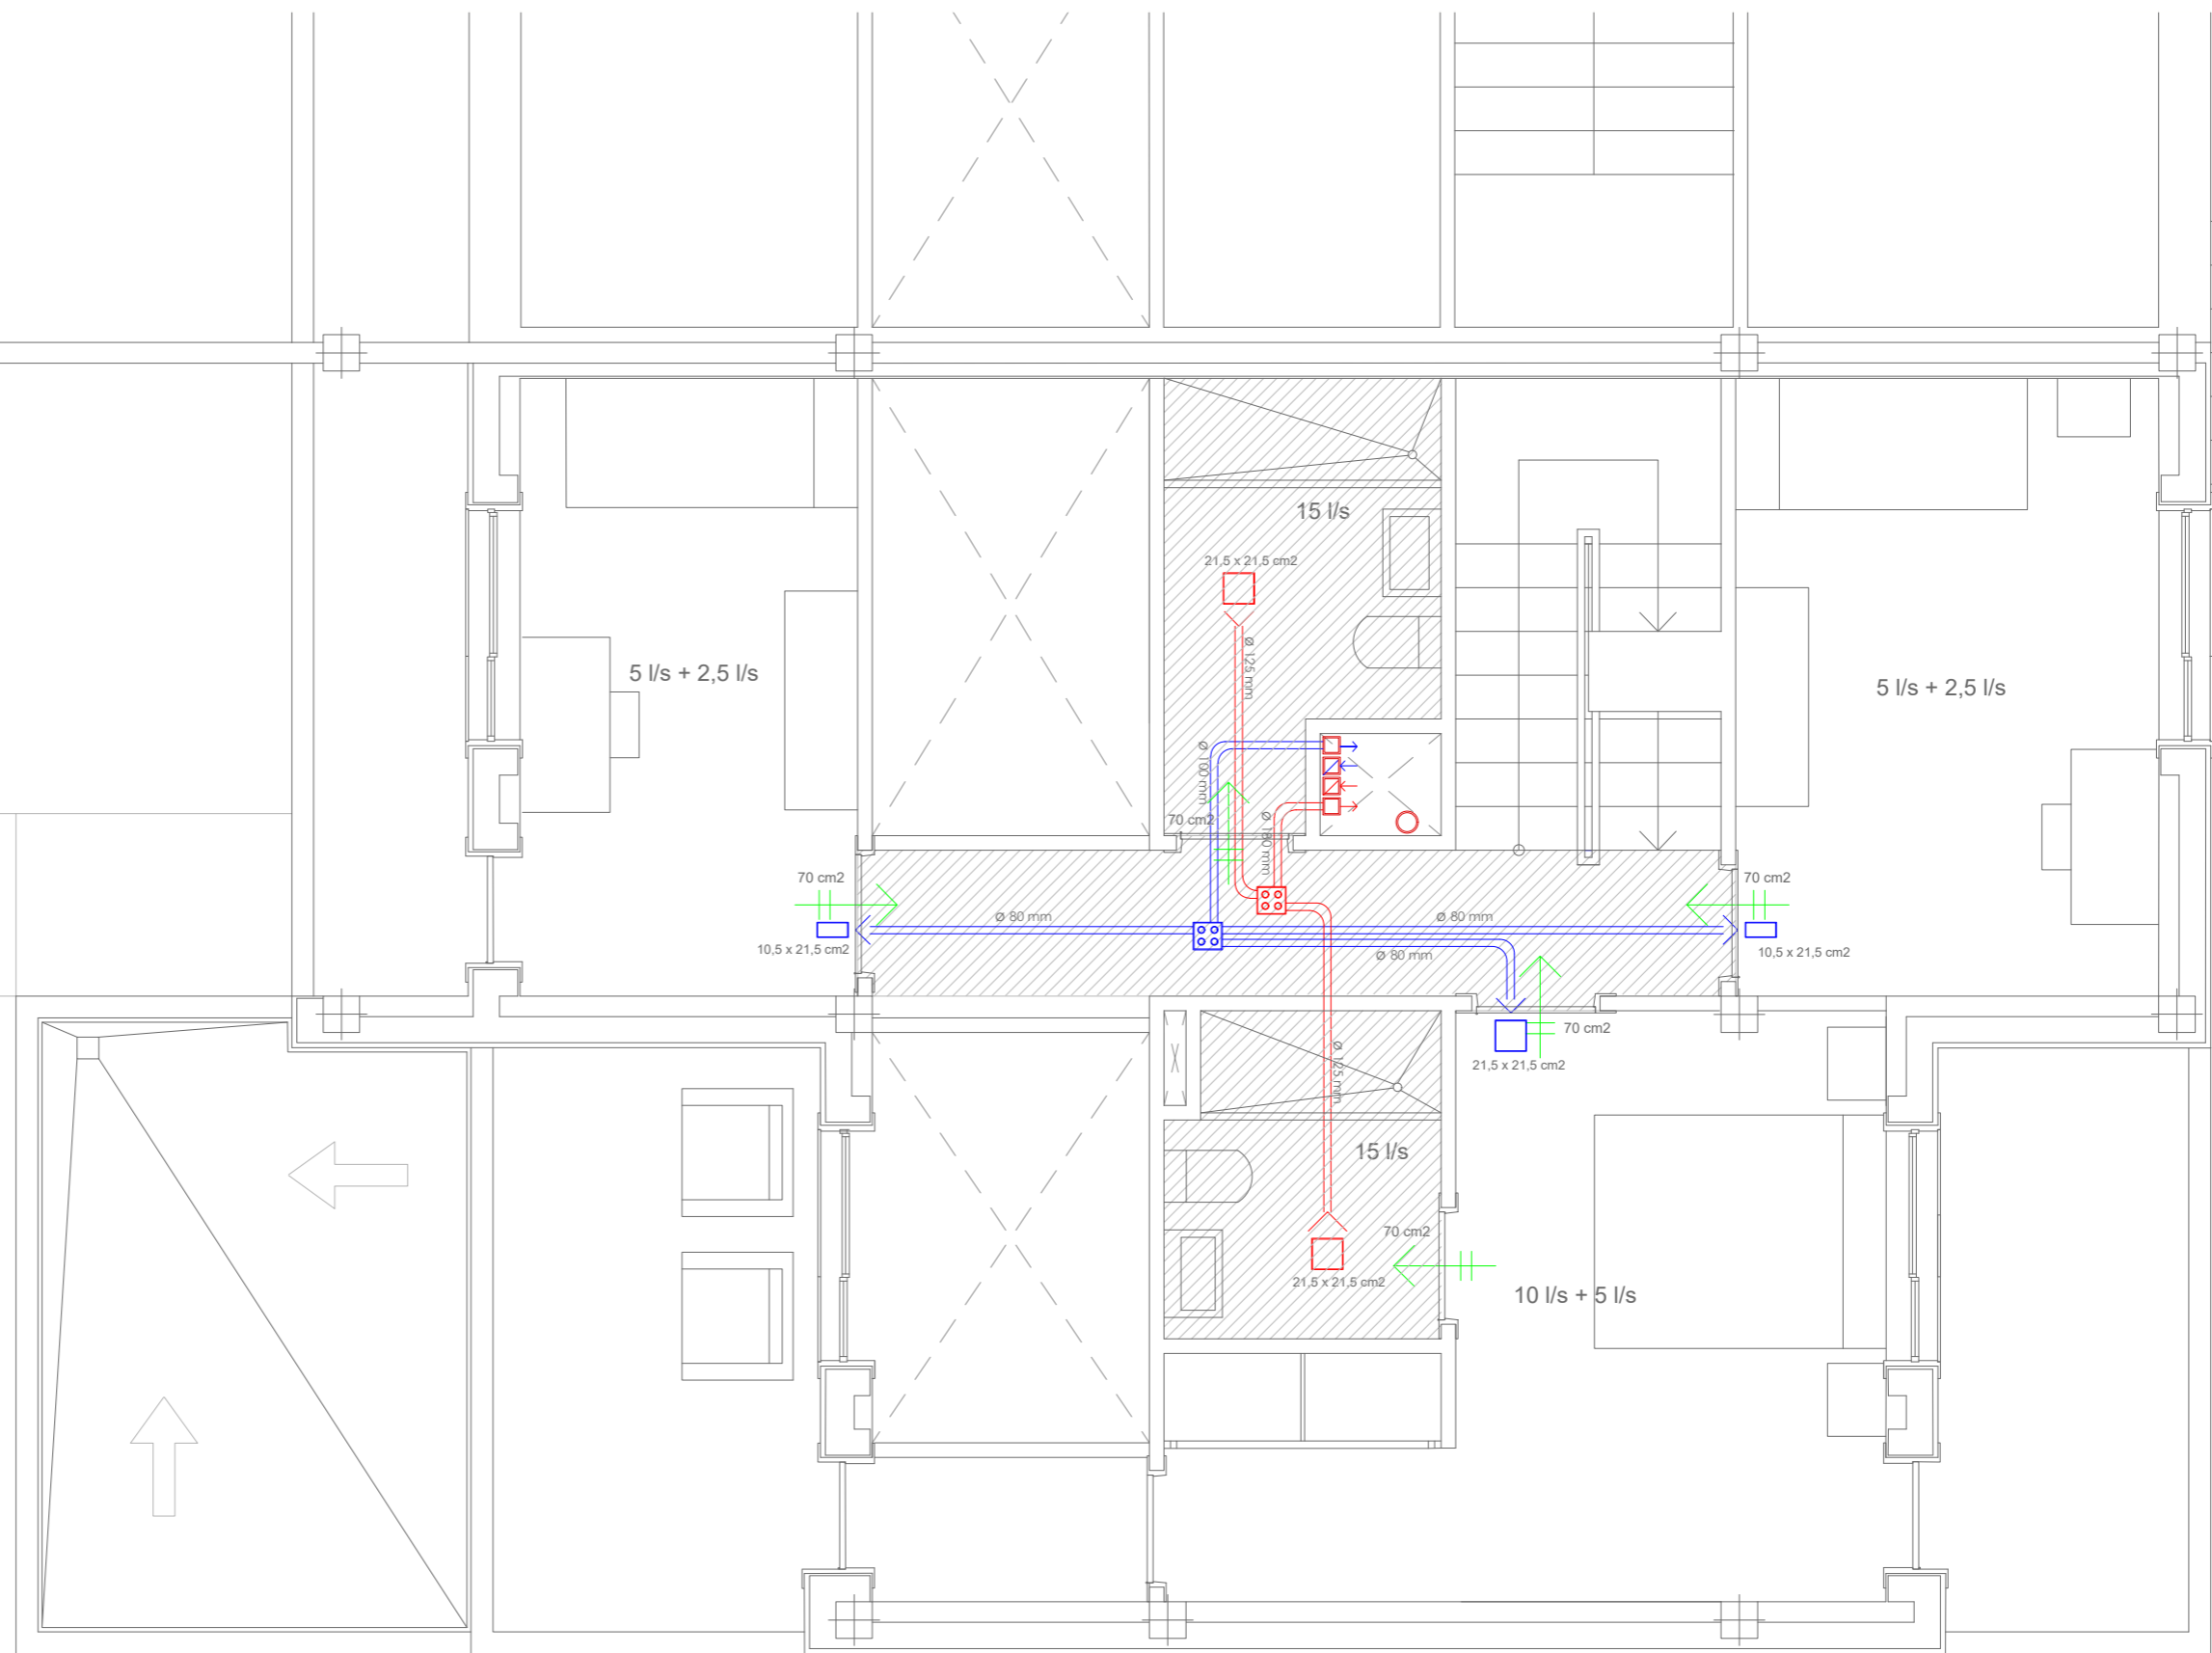 15 l/s
21,5 x 21,5 cm2
Ø 125 mm
5 l/s + 2,5 l/s
5 l/s + 2,5 l/s
Ø 100 mm
70 cm2
Ø 180 mm
70 cm2
70 cm2
Ø 80 mm
Ø 80 mm
10,5 x 21,5 cm2
Ø 80 mm
10,5 x 21,5 cm2
70 cm2
21,5 x 21,5 cm2
Ø 125 mm
15 l/s
70 cm2
21,5 x 21,5 cm2
10 l/s + 5 l/s